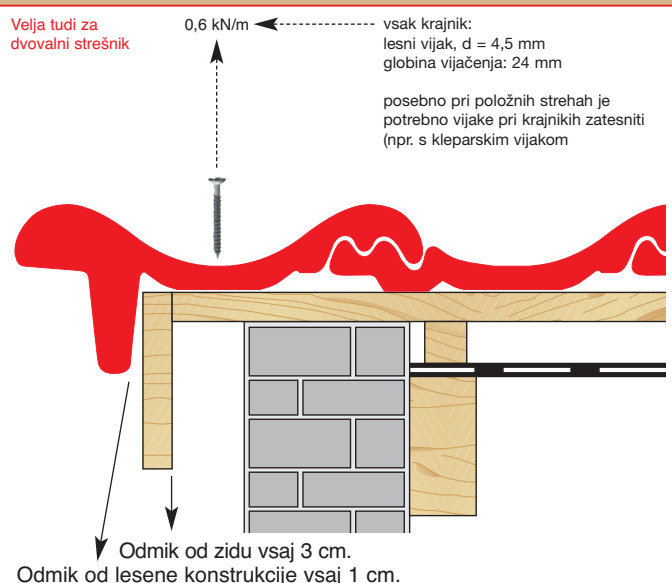 Velja tudi za
dvovalni strešnik
0,6 kN/m
vsak krajnik:
lesni vijak, d = 4,5 mm
globina vijačenja: 24 mm
posebno pri položnih strehah je
potrebno vijake pri krajnikih zatesniti
(npr. s kleparskim vijakom
Odmik od zidu vsaj 3 cm.
Odmik od lesene konstrukcije vsaj 1 cm.